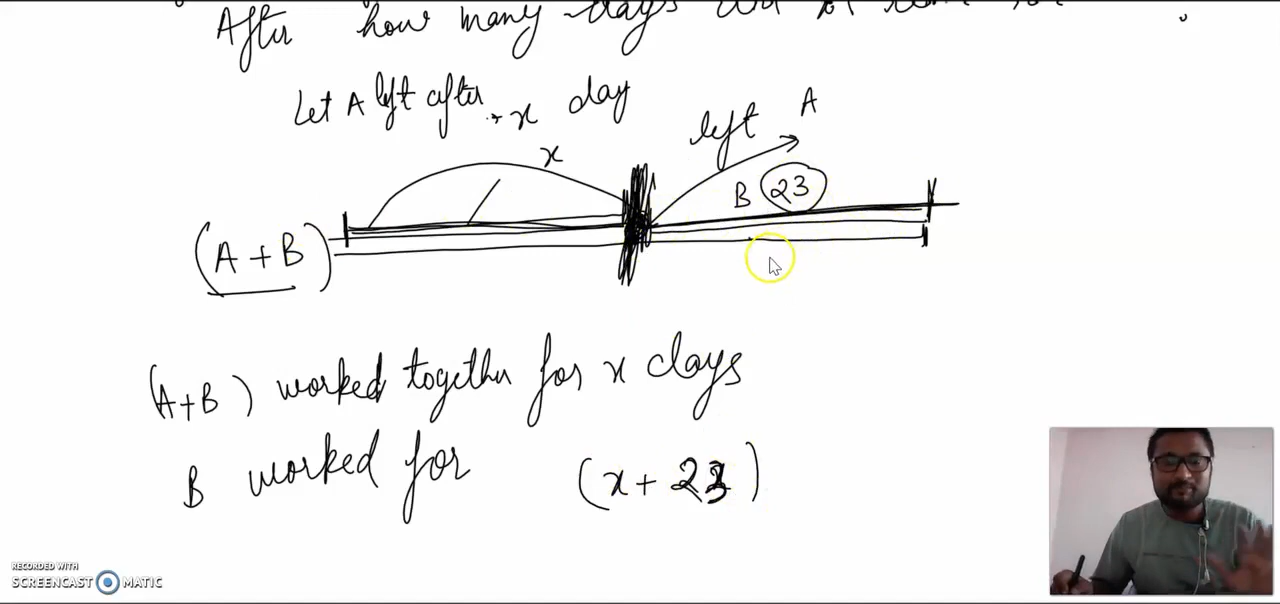 After how many days
Let A left after x day
x
left A
B 23
(A + B)
(A+B) worked together for x days
B worked for (x + 23)
RECORDED WITH
SCREENCAST MATIC